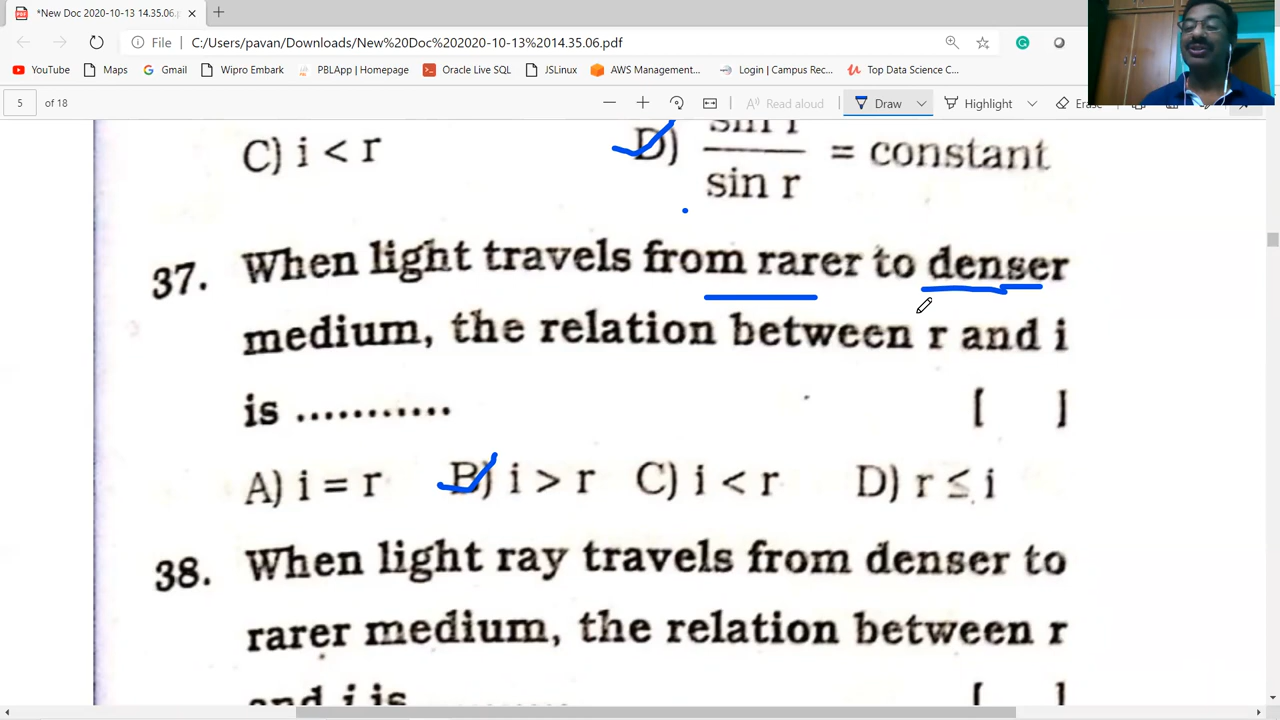 *New Doc 2020-10-13 14.35.06.p
File C:/Users/pavan/Downloads/New%20Doc%202020-10-13%2014.35.06.pdf
YouTube Maps Gmail Wipro Embark PBLApp | Homepage Oracle Live SQL JSLinux AWS Management... Login | Campus Rec... Top Data Science C...
5 of 18 Read aloud Draw Highlight Erase
C) i < r D) sin i / sin r = constant
37. When light travels from rarer to denser
medium, the relation between r and i
is ........... [ ]
A) i = r B) i > r C) i < r D) r ≤ i
38. When light ray travels from denser to
rarer medium, the relation between r
and i is ........... [ ]